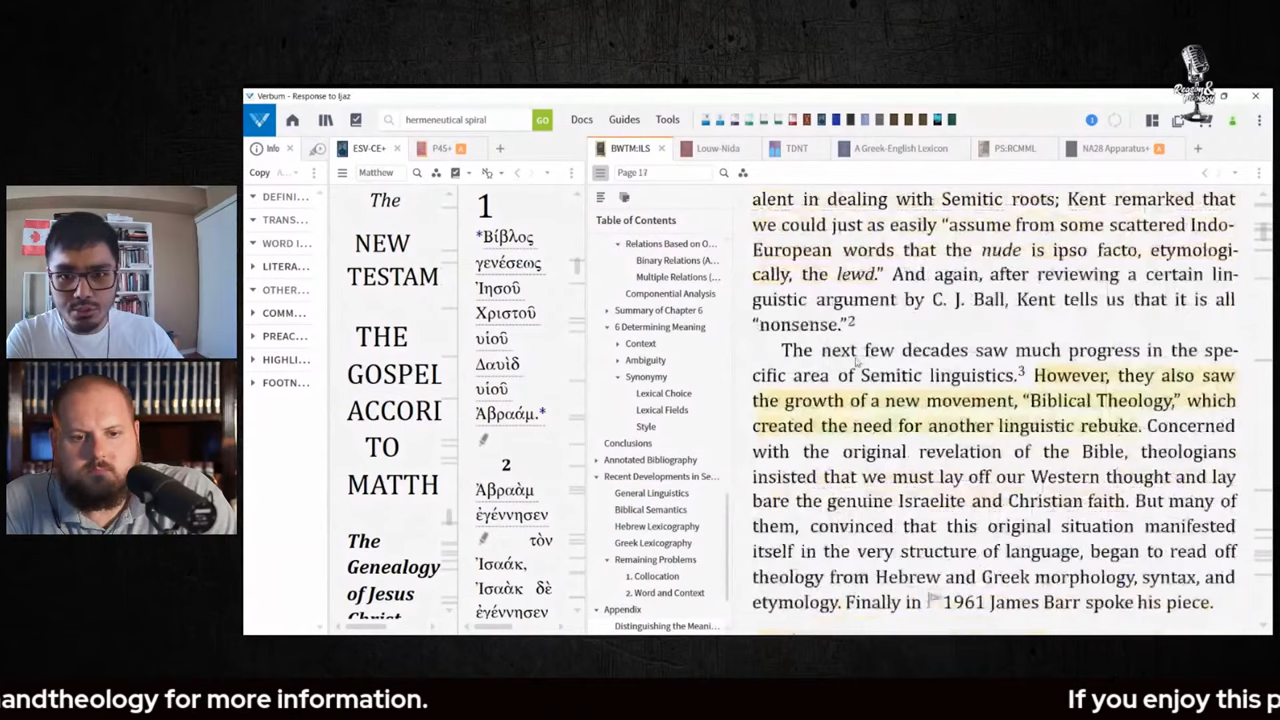 Reason & Theology
Verbum - Response to Ijaz
hermeneutical spiral
GO
Docs
Guides
Tools
Info
ESV-CE+
P45+
BWTM:ILS
Louw-Nida
TDNT
A Greek-English Lexicon
PS:RCMML
NA28 Apparatus+
Copy
Matthew
Page 17
DEFINI...
TRANS...
WORD I...
LITERA...
OTHER...
COMM...
PREAC...
HIGHLI...
FOOTN...
The
NEW
TESTAM
THE
GOSPEL
ACCORI
TO
MATTH
The
Genealogy
of Jesus
Christ
1
*Βίβλος
γενέσεως
Ἰησοῦ
Χριστοῦ
υἱοῦ
Δαυὶδ
υἱοῦ
Ἀβραάμ.*
2
Ἀβραὰμ
ἐγέννησεν
τὸν
Ἰσαάκ,
Ἰσαὰκ δὲ
ἐγέννησεν
Table of Contents
Relations Based on O...
Binary Relations (A...
Multiple Relations (...
Componential Analysis
Summary of Chapter 6
6 Determining Meaning
Context
Ambiguity
Synonymy
Lexical Choice
Lexical Fields
Style
Conclusions
Annotated Bibliography
Recent Developments in Se...
General Linguistics
Biblical Semantics
Hebrew Lexicography
Greek Lexicography
Remaining Problems
1. Collocation
2. Word and Context
Appendix
Distinguishing the Meani...
alent in dealing with Semitic roots; Kent remarked that
we could just as easily “assume from some scattered Indo-
European words that the nude is ipso facto, etymologi-
cally, the lewd.” And again, after reviewing a certain lin-
guistic argument by C. J. Ball, Kent tells us that it is all
“nonsense.”2
The next few decades saw much progress in the spe-
cific area of Semitic linguistics.3 However, they also saw
the growth of a new movement, “Biblical Theology,” which
created the need for another linguistic rebuke. Concerned
with the original revelation of the Bible, theologians
insisted that we must lay off our Western thought and lay
bare the genuine Israelite and Christian faith. But many of
them, convinced that this original situation manifested
itself in the very structure of language, began to read off
theology from Hebrew and Greek morphology, syntax, and
etymology. Finally in 1961 James Barr spoke his piece.
nandtheology for more information.
If you enjoy this p